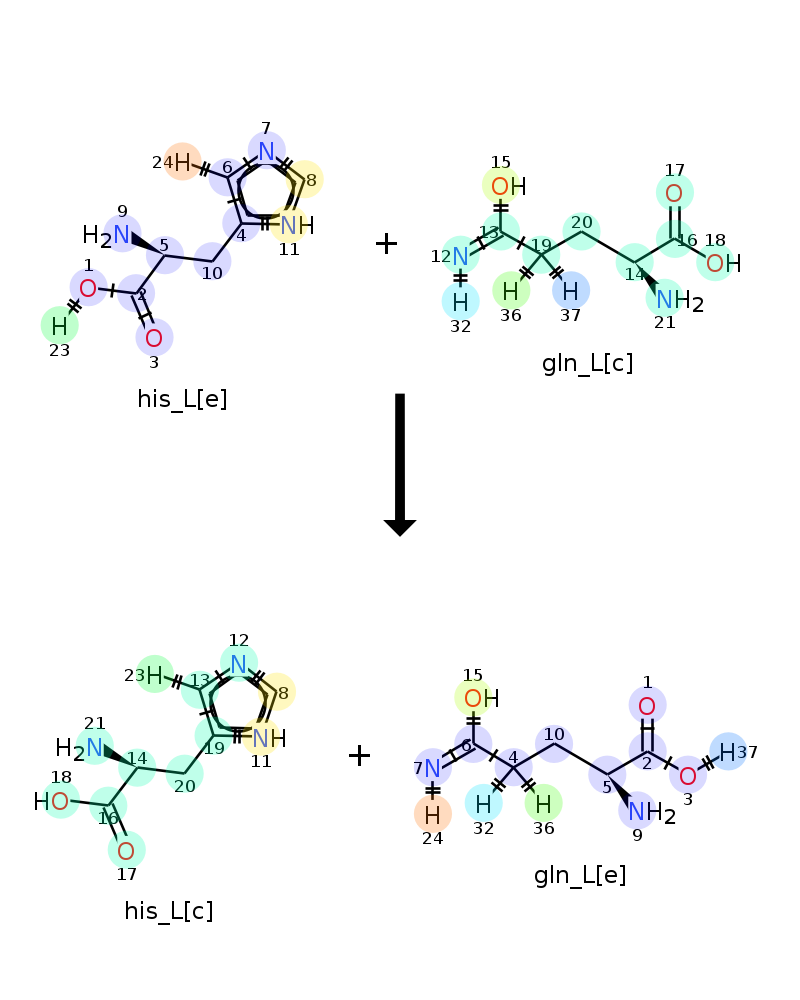 7
24 H N
6 8
9
H2N 4 NH
5 11
1 10
O 2
H O
23 3
his_L[e]
+
15 17
OH O
13 20
12 N 19 16 18
14 OH
H H H NH2
32 36 37 21
gln_L[c]
12
23 H N
13 8
21
H2N 19 NH
14 11
18 20
HO 16
O
17
his_L[c]
+
15 1
OH O
6 10
7 N 4 2 H 37
5 O
H H H NH2 3
24 32 36 9
gln_L[e]